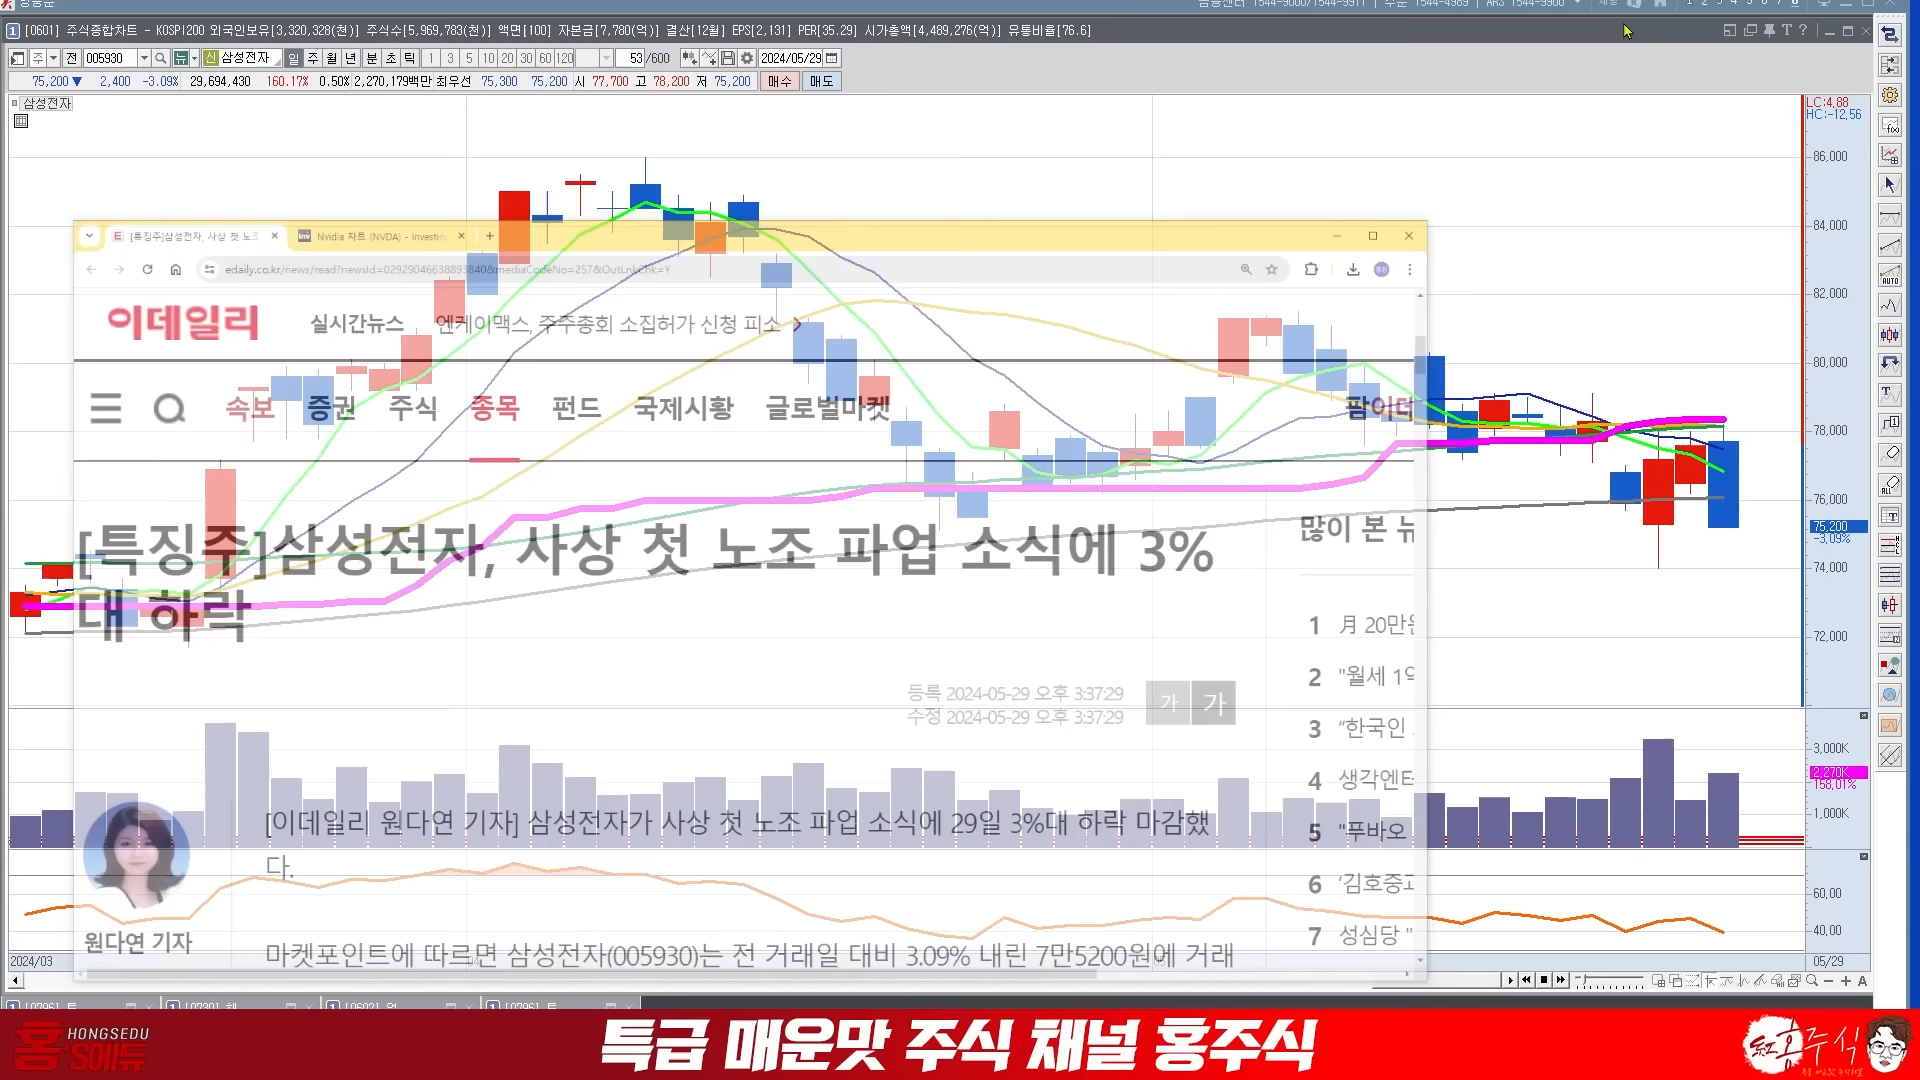 [0601] 주식종합차트 - KOSPI200 외국인보유[3,320,328(천)] 주식수[5,969,783(천)] 액면[100] 자본금[7,780(억)] 결산[12월] EPS[2,131] PER[35.29] 시가총액[4,489,276(억)] 유통비율[76.6]
주 전 005930 뉴 신 삼성전자 일 주 월 년 분 초 틱 1 3 5 10 20 30 60 120 53 /600 2024/05/29
75,200 ▼ 2,400 -3.09% 29,694,430 160.17% 0.50% 2,270,179백만 최우선 75,300 75,200 시 77,700 고 78,200 저 75,200 매수 매도
삼성전자
LC:4,88
HC:-12,56
86,000
84,000
82,000
80,000
78,000
76,000
75,200
-3,09%
74,000
72,000
3,000K
2,270K
158,01%
1,000K
60,00
40,00
2024/03
05/29
[특징주]삼성전자, 사상 첫 노조
Nvidia 차트 (NVDA) - Investin
edaily.co.kr/news/read?newsId=02929046638893840&mediaCodeNo=257&OutLnkChk=Y
이데일리 실시간뉴스 엔케이맥스, 주주총회 소집허가 신청 피소
속보 증권 주식 종목 펀드 국제시황 글로벌마켓 팜이데
[특징주]삼성전자, 사상 첫 노조 파업 소식에 3%
대 하락
등록 2024-05-29 오후 3:37:29
수정 2024-05-29 오후 3:37:29
가 가
많이 본 뉴
1 月 20만원
2 "월세 1억
3 "한국인
4 생각엔터
5 "푸바오
6 '김호중
7 성심당 "
[이데일리 원다연 기자] 삼성전자가 사상 첫 노조 파업 소식에 29일 3%대 하락 마감했
다.
원다연 기자
마켓포인트에 따르면 삼성전자(005930)는 전 거래일 대비 3.09% 내린 7만5200원에 거래
홍'S에듀 HONGSEDU
특급 매운맛 주식 채널 홍주식
홍주식